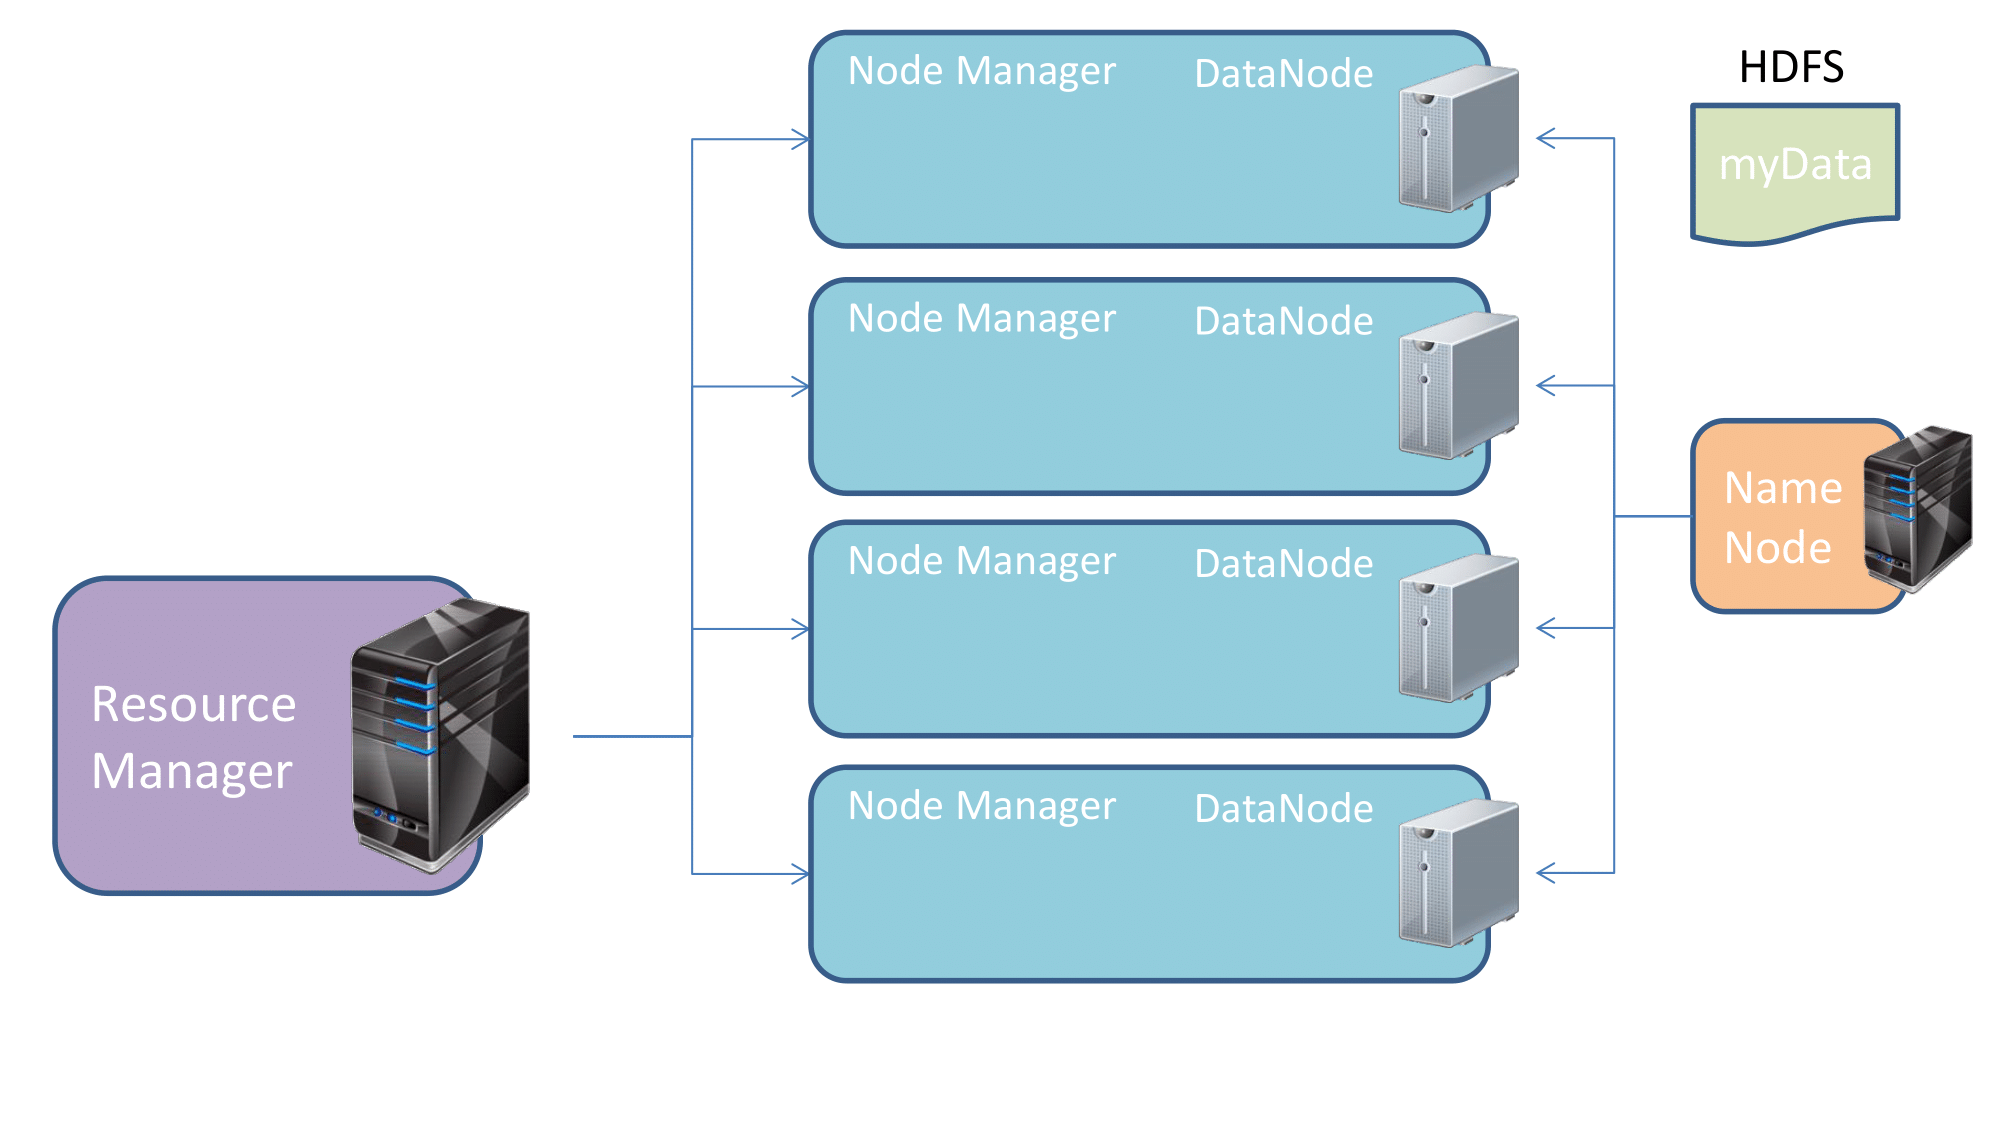 Node Manager DataNode
HDFS
myData
Node Manager DataNode
Name
Node
Node Manager DataNode
Resource
Manager
Node Manager DataNode